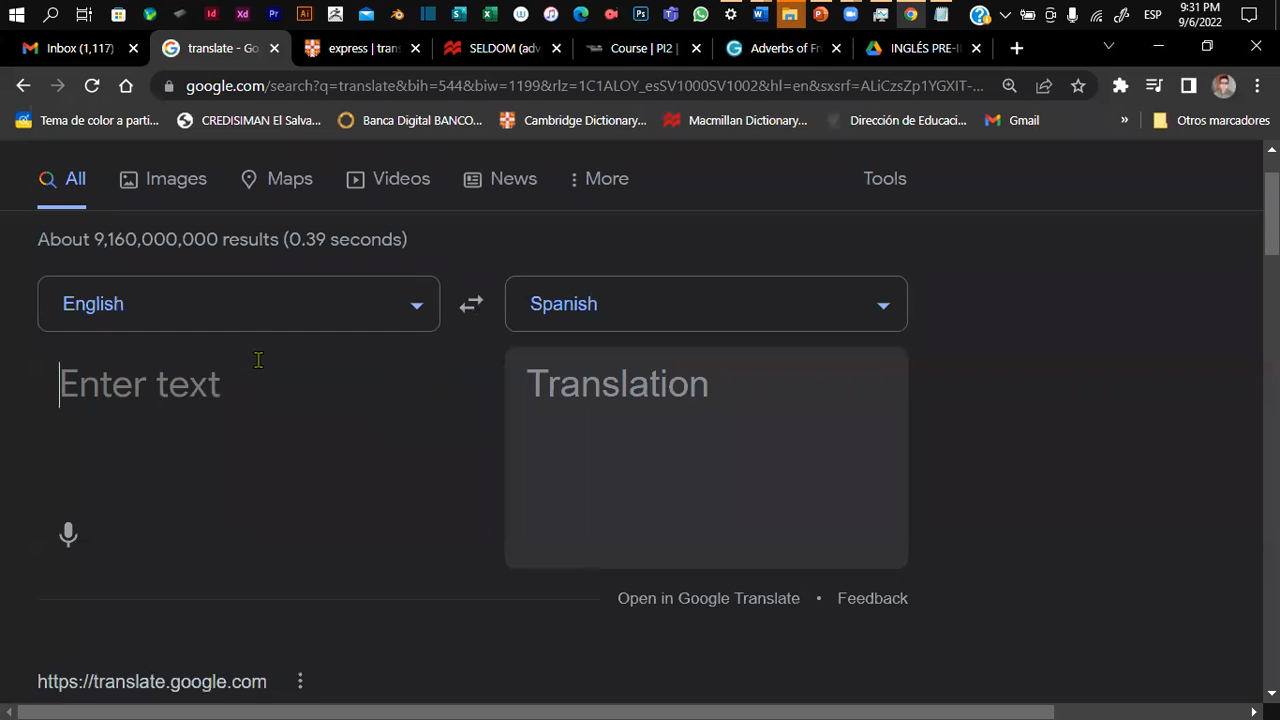 9:31 PM
ESP
9/6/2022
Inbox (1,117)
translate - Go
express | tran
SELDOM (adv
Course | PI2 |
Adverbs of Fr
INGLÉS PRE-I
google.com/search?q=translate&bih=544&biw=1199&rlz=1C1ALOY_esSV1000SV1002&hl=en&sxsrf=ALiCzsZp1YGXIT-...
Tema de color a parti...
CREDISIMAN El Salva...
Banca Digital BANCO...
Cambridge Dictionary...
Macmillan Dictionary...
Dirección de Educaci...
Gmail
»
Otros marcadores
All
Images
Maps
Videos
News
More
Tools
About 9,160,000,000 results (0.39 seconds)
English
Spanish
Enter text
Translation
Open in Google Translate • Feedback
https://translate.google.com